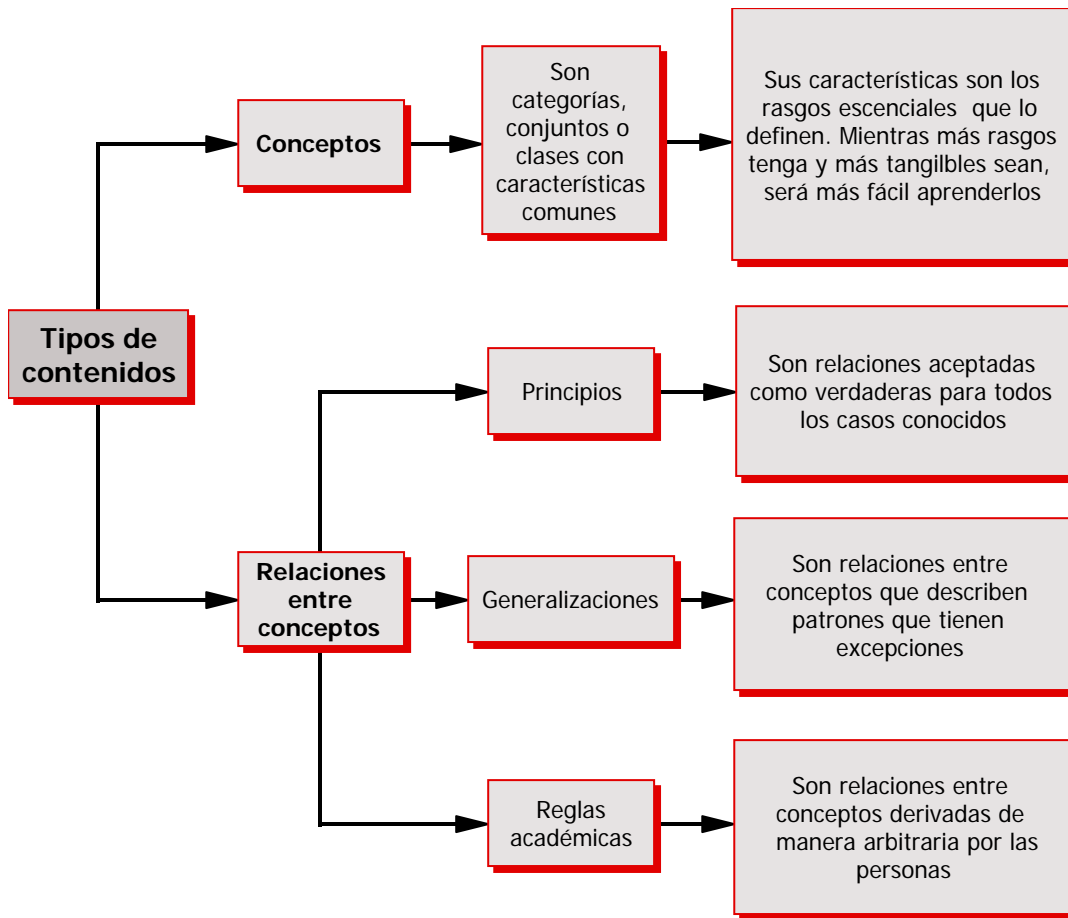 Tipos de
contenidos
Conceptos
Son
categorías,
conjuntos o
clases con
características
comunes
Sus características son los
rasgos escenciales que lo
definen. Mientras más rasgos
tenga y más tangilbles sean,
será más fácil aprenderlos
Relaciones
entre
conceptos
Principios
Son relaciones aceptadas
como verdaderas para todos
los casos conocidos
Generalizaciones
Son relaciones entre
conceptos que describen
patrones que tienen
excepciones
Reglas
académicas
Son relaciones entre
conceptos derivadas de
manera arbitraria por las
personas